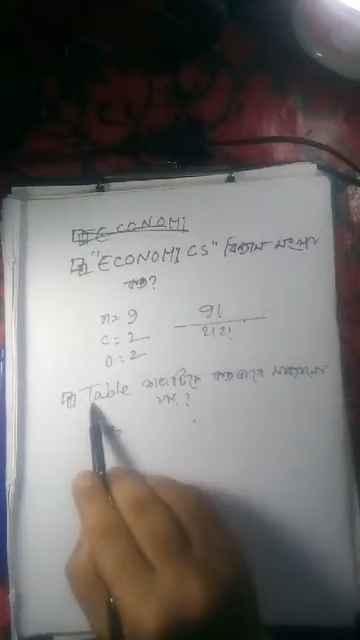 ECONOMI
"ECONOMICS" বিন্যাস সংখ্যা
কত?
n = 9
9!
c = 2
2! 2!
O = 2
Table শব্দটিকে কতভাবে সাজানো
যায়?